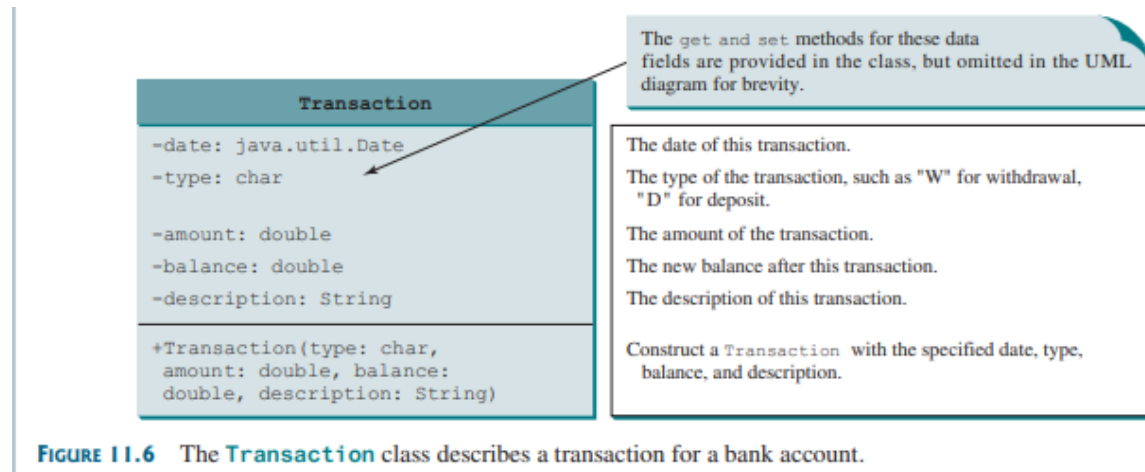 The get and set methods for these data
fields are provided in the class, but omitted in the UML
diagram for brevity.
Transaction
-date: java.util.Date
The date of this transaction.
-type: char
The type of the transaction, such as "W" for withdrawal,
"D" for deposit.
-amount: double
The amount of the transaction.
-balance: double
The new balance after this transaction.
-description: String
The description of this transaction.
+Transaction(type: char,
amount: double, balance:
double, description: String)
Construct a Transaction with the specified date, type,
balance, and description.
FIGURE 11.6 The Transaction class describes a transaction for a bank account.